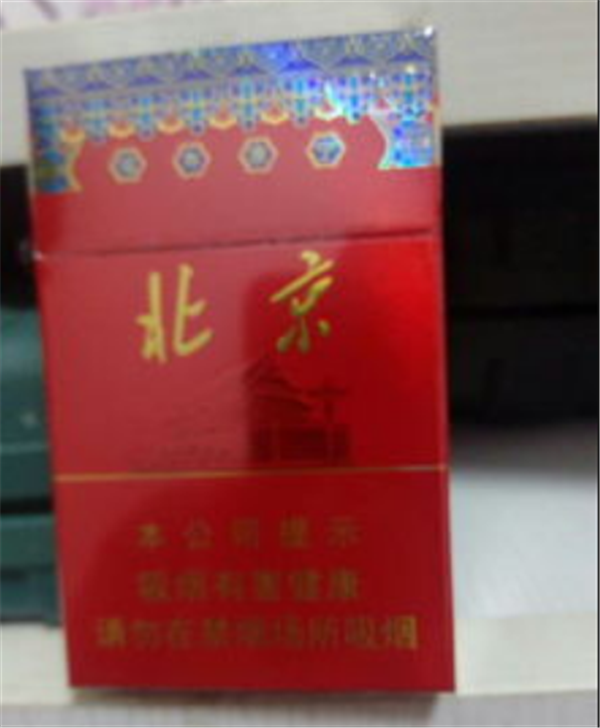 北京
本公司提示
吸烟有害健康
请勿在禁烟场所吸烟